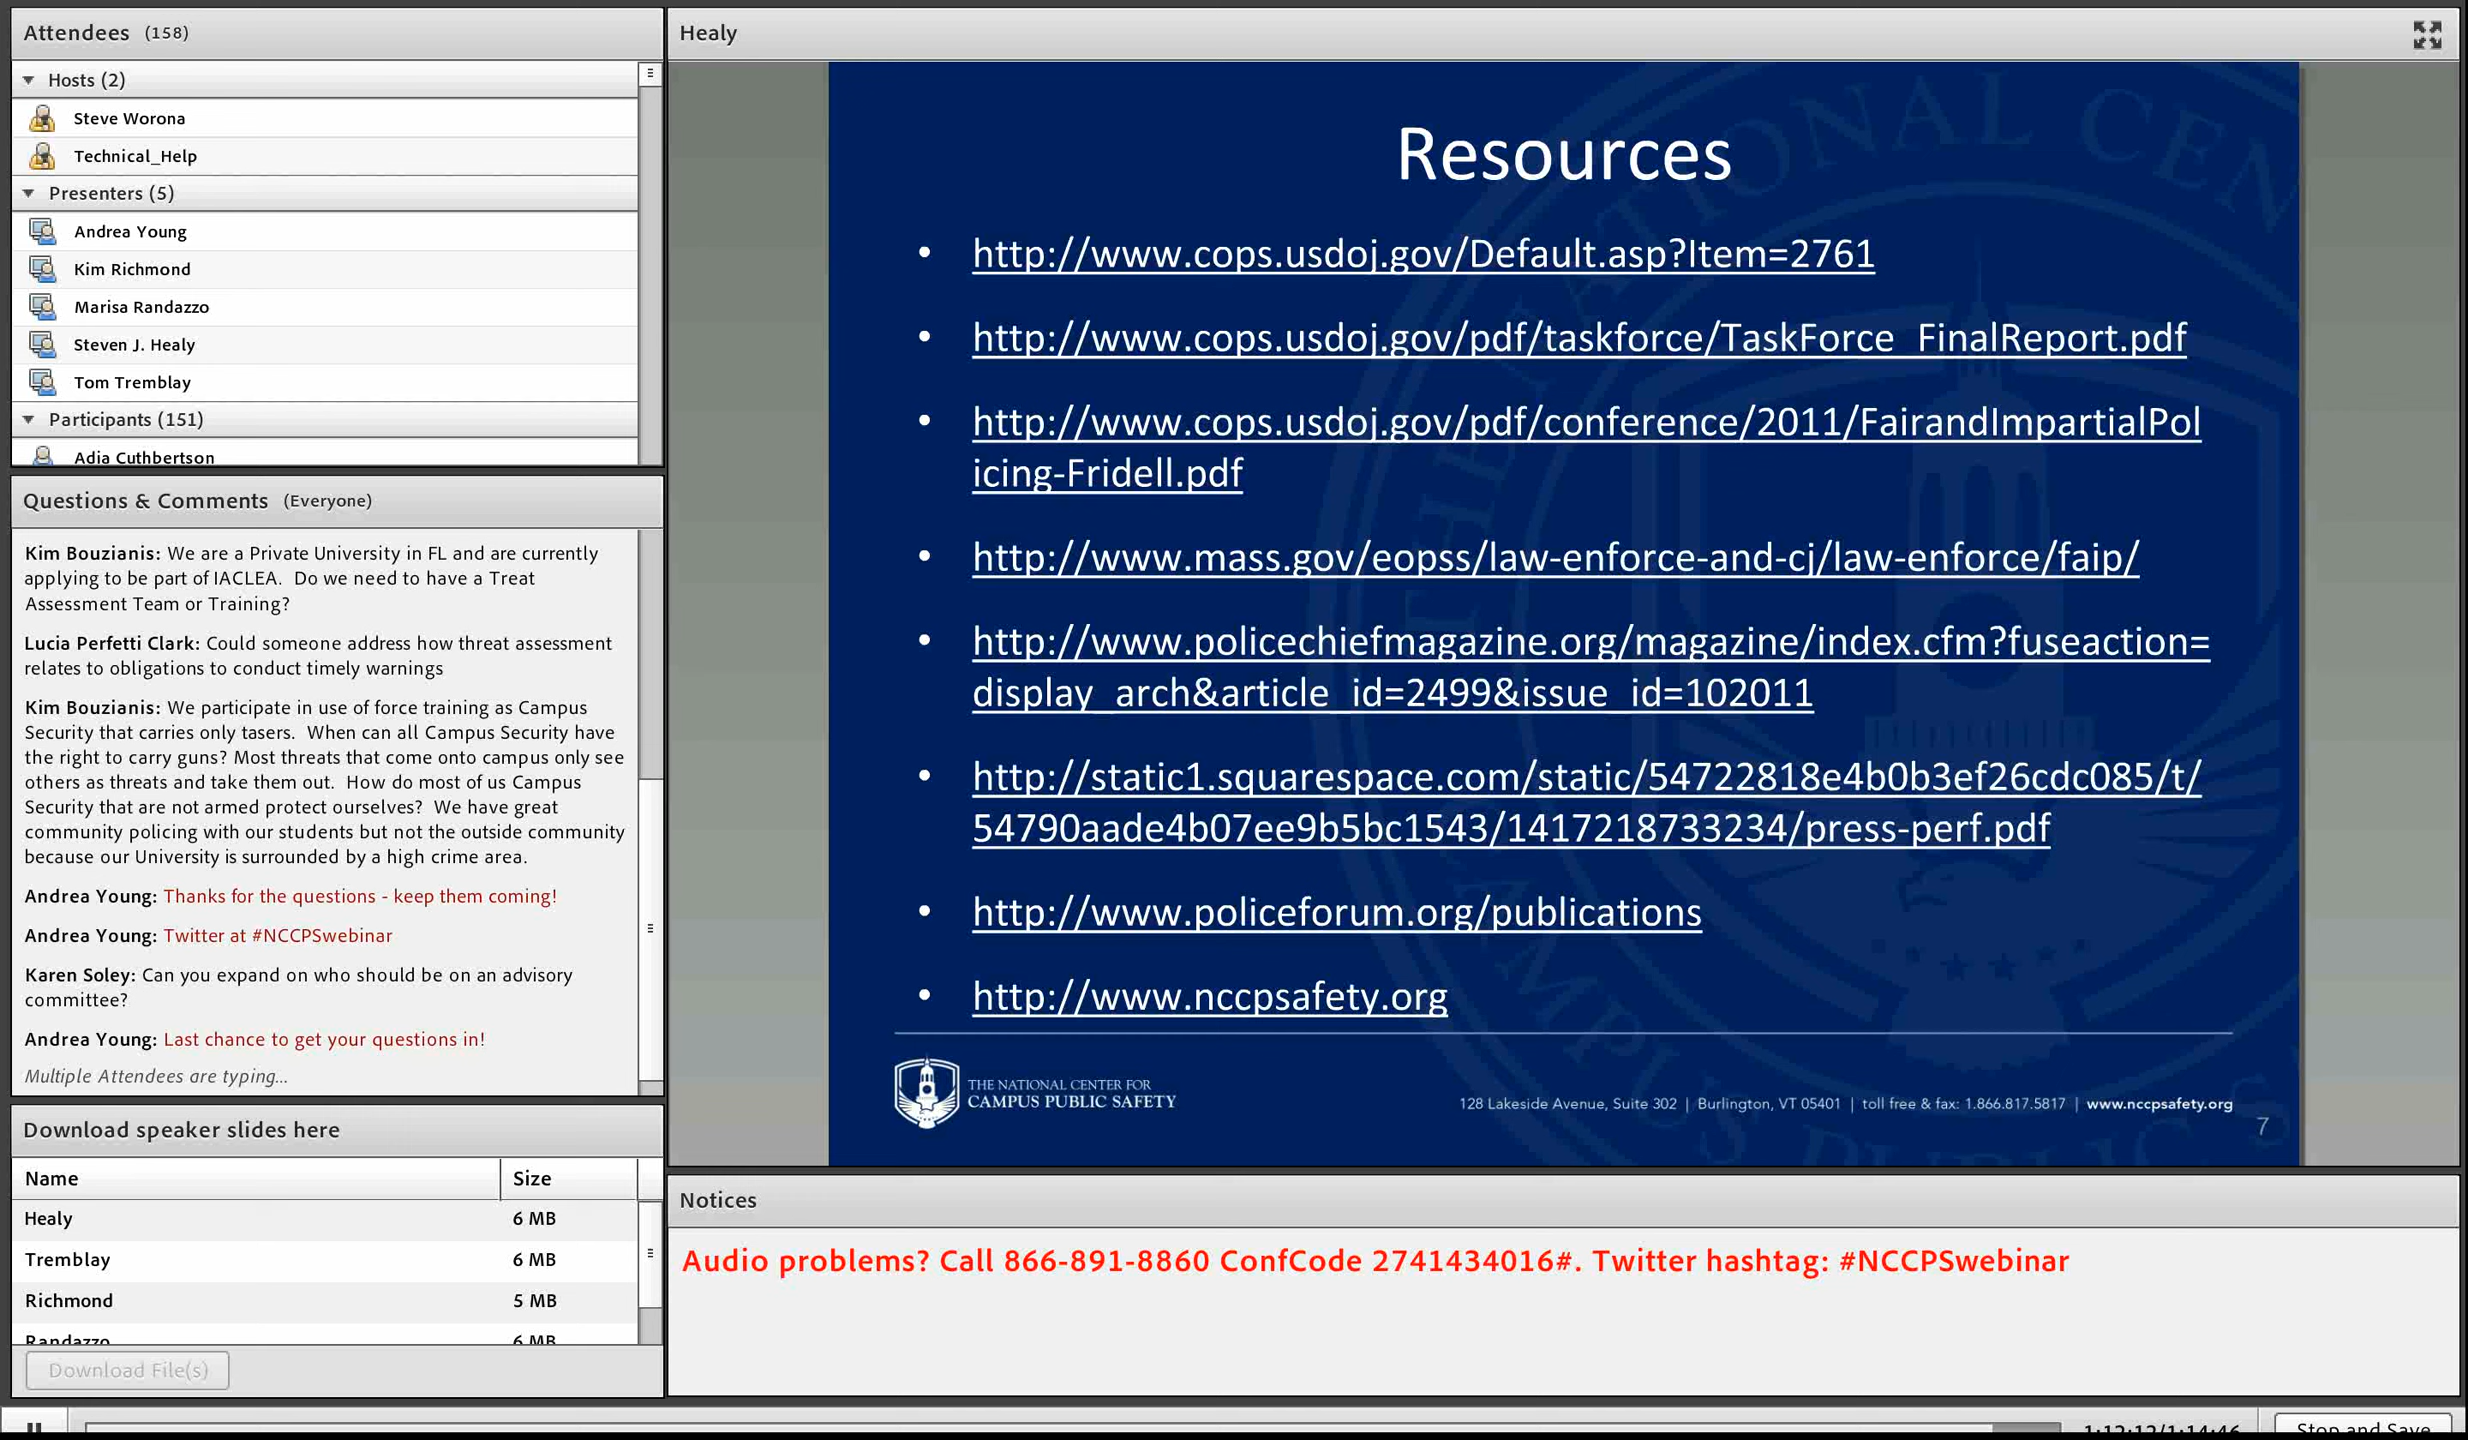 Attendees (158)
Hosts (2)
Steve Worona
Technical_Help
Presenters (5)
Andrea Young
Kim Richmond
Marisa Randazzo
Steven J. Healy
Tom Tremblay
Participants (151)
Adia Cuthbertson
Questions & Comments (Everyone)
Kim Bouzianis: We are a Private University in FL and are currently
applying to be part of IACLEA. Do we need to have a Treat
Assessment Team or Training?
Lucia Perfetti Clark: Could someone address how threat assessment
relates to obligations to conduct timely warnings
Kim Bouzianis: We participate in use of force training as Campus
Security that carries only tasers. When can all Campus Security have
the right to carry guns? Most threats that come onto campus only see
others as threats and take them out. How do most of us Campus
Security that are not armed protect ourselves? We have great
community policing with our students but not the outside community
because our University is surrounded by a high crime area.
Andrea Young: Thanks for the questions - keep them coming!
Andrea Young: Twitter at #NCCPSwebinar
Karen Soley: Can you expand on who should be on an advisory
committee?
Andrea Young: Last chance to get your questions in!
Multiple Attendees are typing...
Download speaker slides here
Name Size
Healy 6 MB
Tremblay 6 MB
Richmond 5 MB
Randazzo 6 MB
Download File(s)
Healy
Resources
• http://www.cops.usdoj.gov/Default.asp?Item=2761
• http://www.cops.usdoj.gov/pdf/taskforce/TaskForce_FinalReport.pdf
• http://www.cops.usdoj.gov/pdf/conference/2011/FairandImpartialPol
icing-Fridell.pdf
• http://www.mass.gov/eopss/law-enforce-and-cj/law-enforce/faip/
• http://www.policechiefmagazine.org/magazine/index.cfm?fuseaction=
display_arch&article_id=2499&issue_id=102011
• http://static1.squarespace.com/static/54722818e4b0b3ef26cdc085/t/
54790aade4b07ee9b5bc1543/1417218733234/press-perf.pdf
• http://www.policeforum.org/publications
• http://www.nccpsafety.org
THE NATIONAL CENTER FOR
CAMPUS PUBLIC SAFETY
128 Lakeside Avenue, Suite 302 | Burlington, VT 05401 | toll free & fax: 1.866.817.5817 | www.nccpsafety.org
7
Notices
Audio problems? Call 866-891-8860 ConfCode 2741434016#. Twitter hashtag: #NCCPSwebinar
Stop and Save